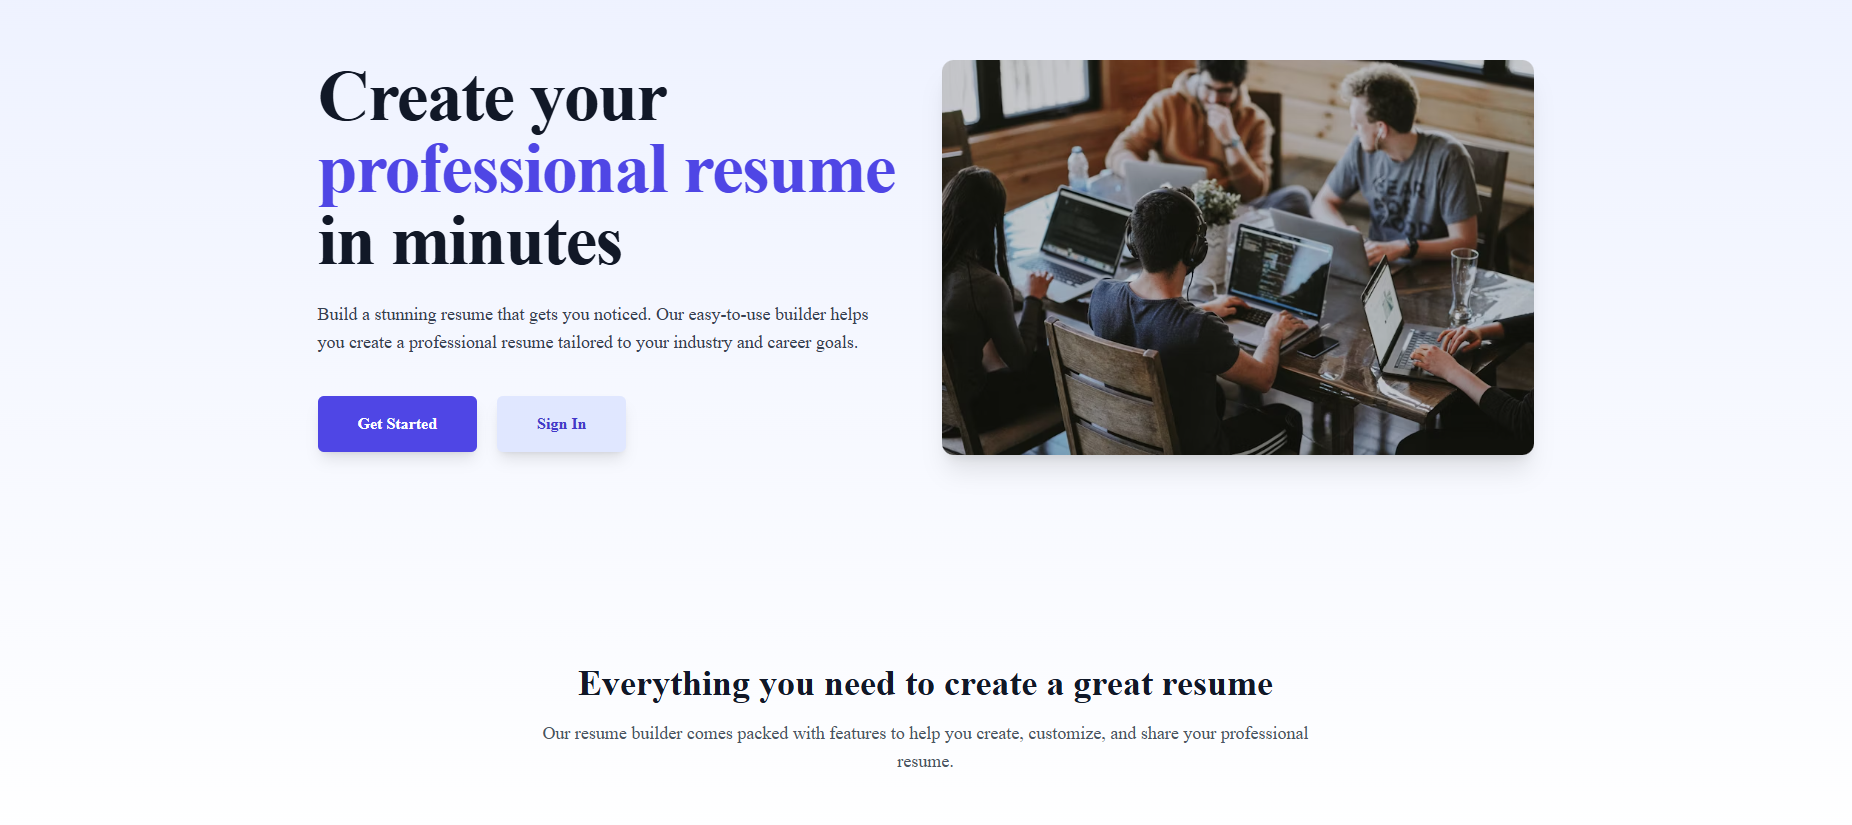 Create your
professional resume
in minutes
Build a stunning resume that gets you noticed. Our easy-to-use builder helps
you create a professional resume tailored to your industry and career goals.
Get Started
Sign In
Everything you need to create a great resume
Our resume builder comes packed with features to help you create, customize, and share your professional
resume.